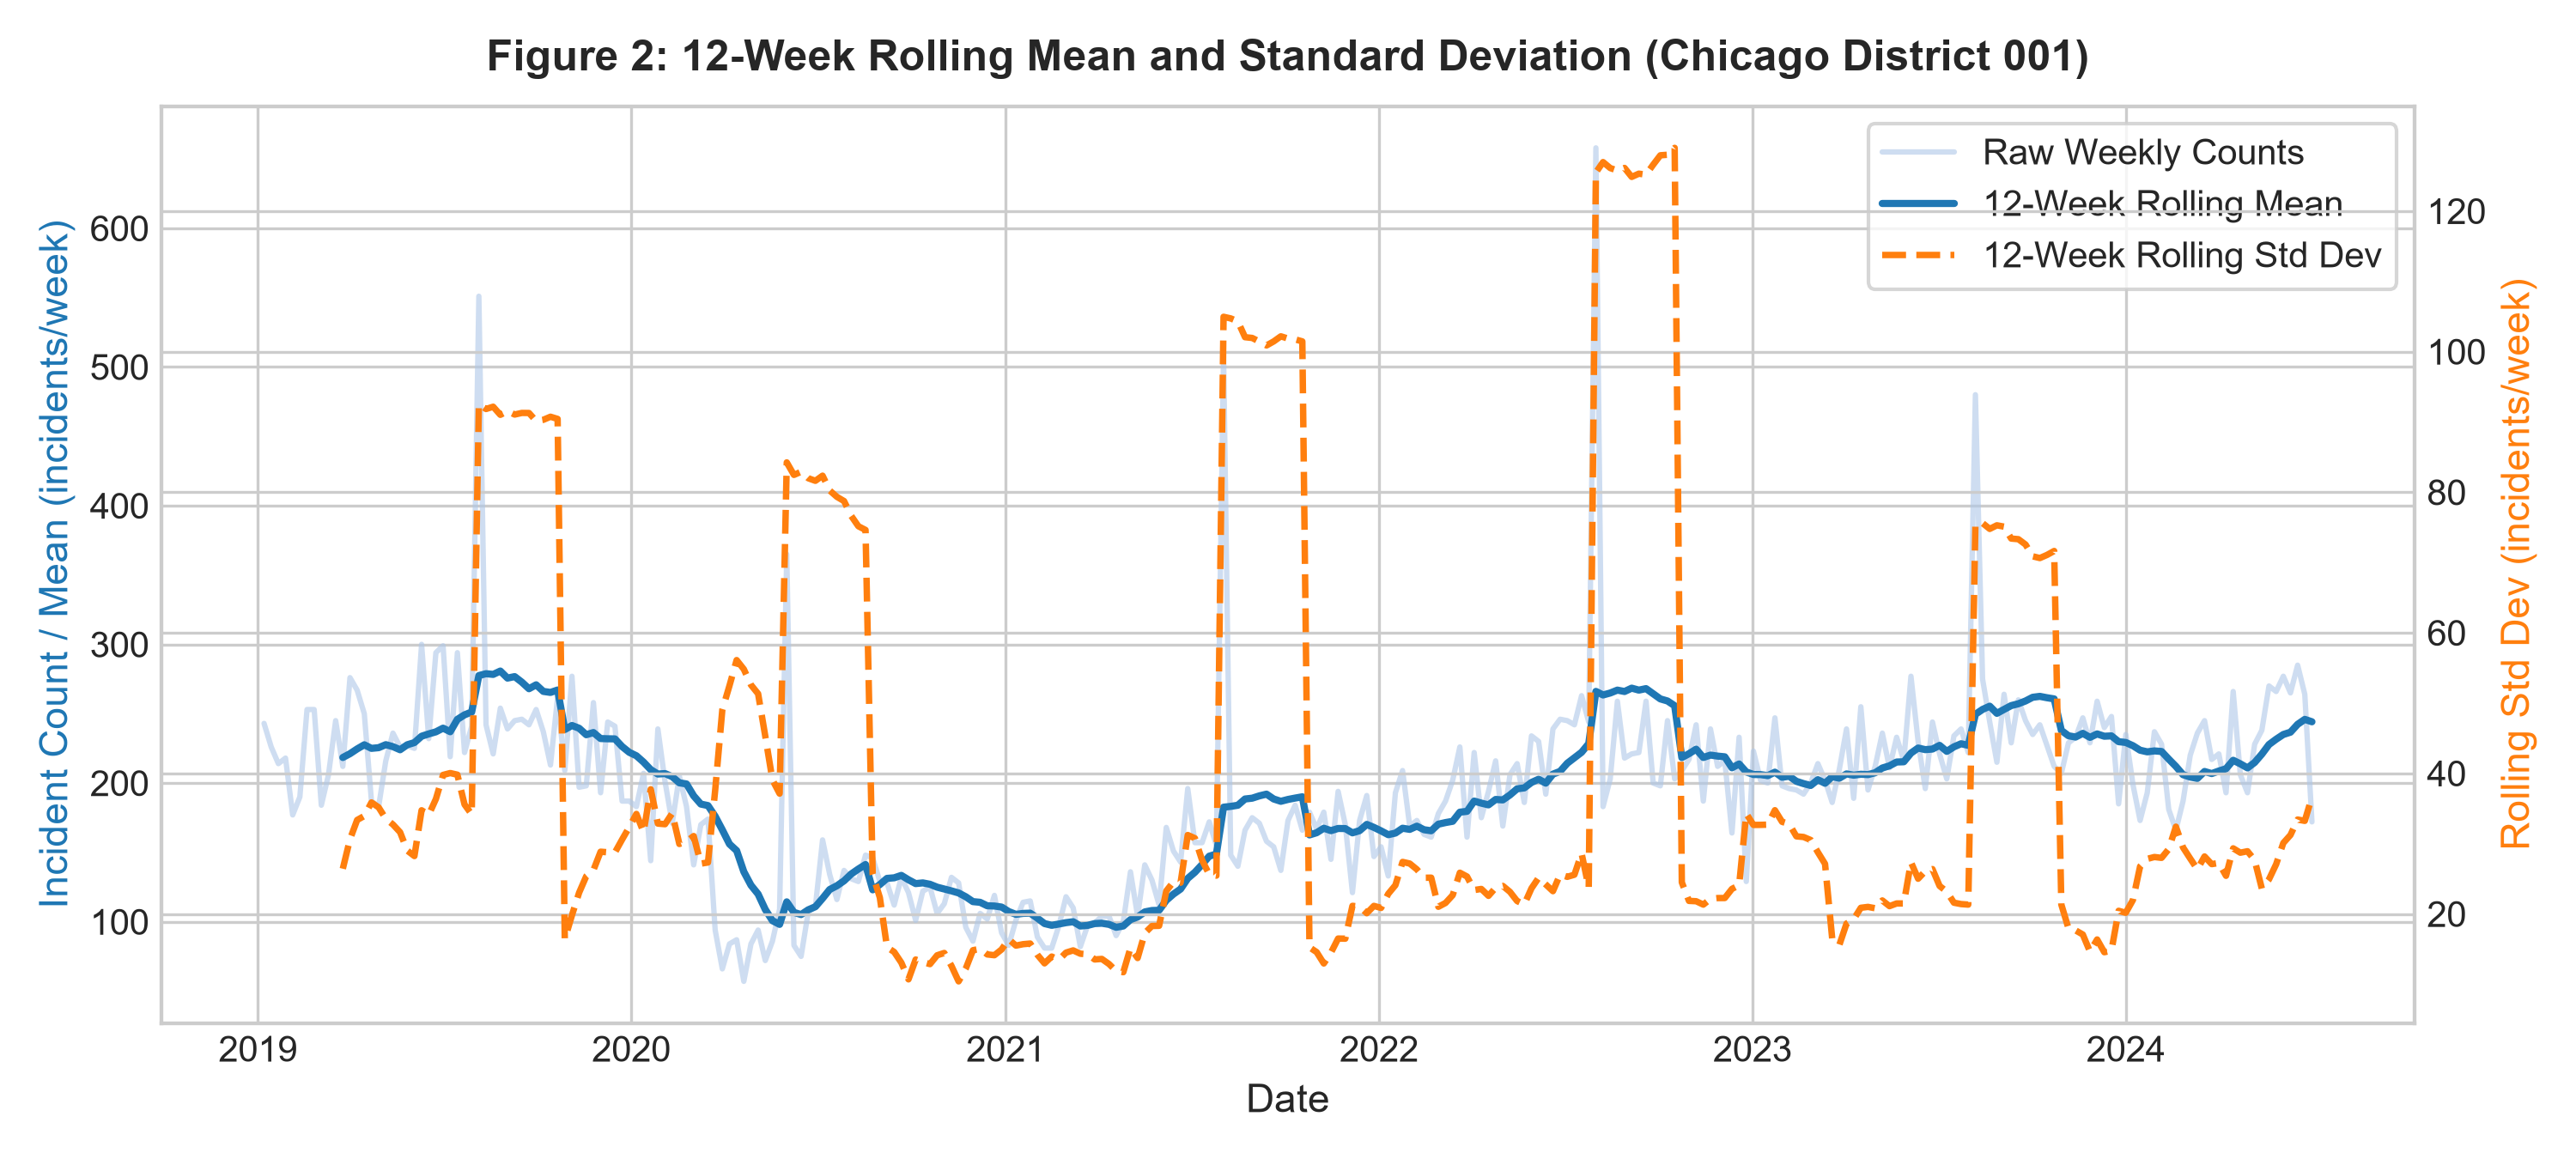 Figure 2: 12-Week Rolling Mean and Standard Deviation (Chicago District 001)
Raw Weekly Counts
12-Week Rolling Mean
12-Week Rolling Std Dev
Incident Count / Mean (incidents/week)
600
500
400
300
200
100
120
100
80
60
40
20
Rolling Std Dev (incidents/week)
2019 2020 2021 2022 2023 2024
Date